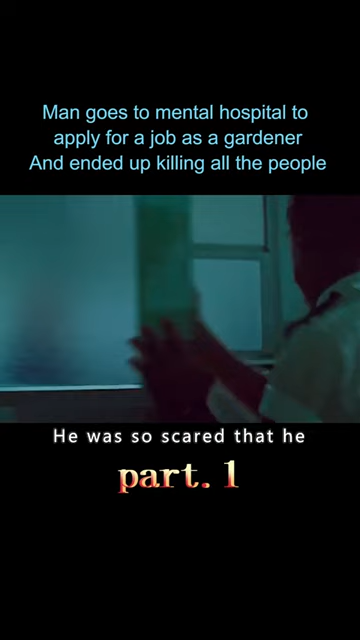 Man goes to mental hospital to
apply for a job as a gardener
And ended up killing all the people
He was so scared that he
part. 1